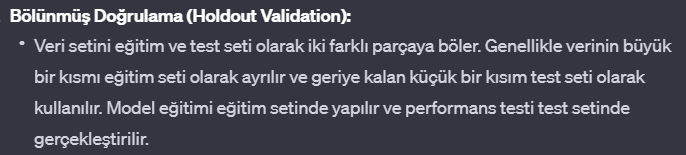 Bölünmüş Doğrulama (Holdout Validation):
• Veri setini eğitim ve test seti olarak iki farklı parçaya böler. Genellikle verinin büyük
bir kısmı eğitim seti olarak ayrılır ve geriye kalan küçük bir kısım test seti olarak
kullanılır. Model eğitimi eğitim setinde yapılır ve performans testi test setinde
gerçekleştirilir.